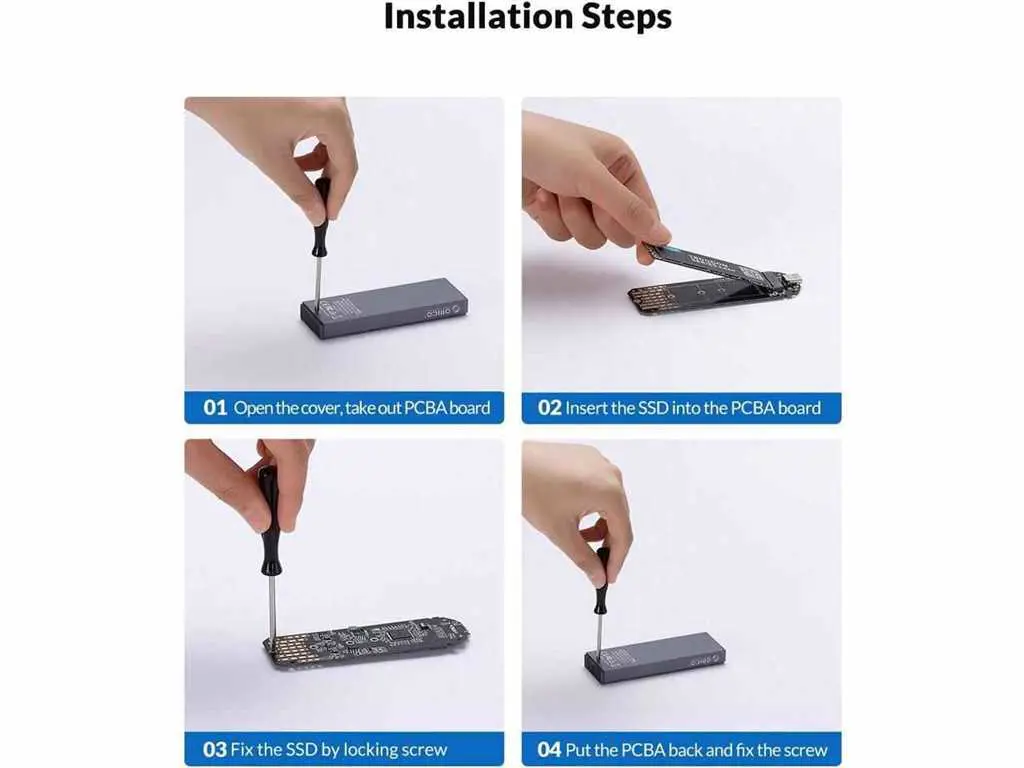 Installation Steps
ORICO
01 Open the cover, take out PCBA board
02 Insert the SSD into the PCBA board
03 Fix the SSD by locking screw
ORICO
04 Put the PCBA back and fix the screw